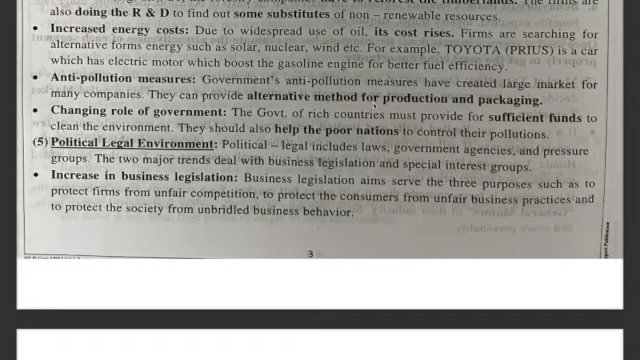 have to reforest the timberlands. The firms are
also doing the R & D to find out some substitutes of non – renewable resources.
• Increased energy costs: Due to widespread use of oil, its cost rises. Firms are searching for
alternative forms energy such as solar, nuclear, wind etc. For example, TOYOTA (PRIUS) is a car
which has electric motor which boost the gasoline engine for better fuel efficiency.
• Anti-pollution measures: Government's anti-pollution measures have created large market for
many companies. They can provide alternative method for production and packaging.
• Changing role of government: The Govt. of rich countries must provide for sufficient funds to
clean the environment. They should also help the poor nations to control their pollutions.
(5) Political Legal Environment: Political – legal includes laws, government agencies, and pressure
groups. The two major trends deal with business legislation and special interest groups.
• Increase in business legislation: Business legislation aims serve the three purposes such as to
protect firms from unfair competition, to protect the consumers from unfair business practices and
to protect the society from unbridled business behavior.
3